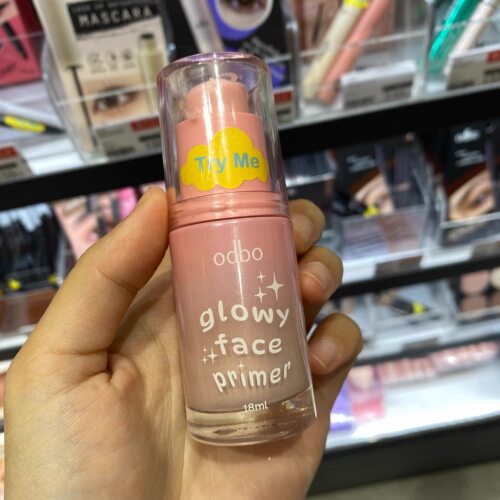 MASCARA
Try Me
odbo
glowy
face
primer
18ml